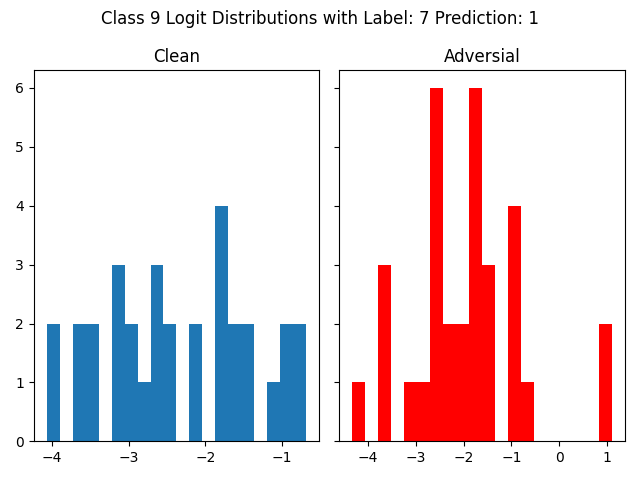 Class 9 Logit Distributions with Label: 7 Prediction: 1
Clean
Adversial
6
5
4
3
2
1
0
−4 −3 −2 −1
−4 −3 −2 −1 0 1